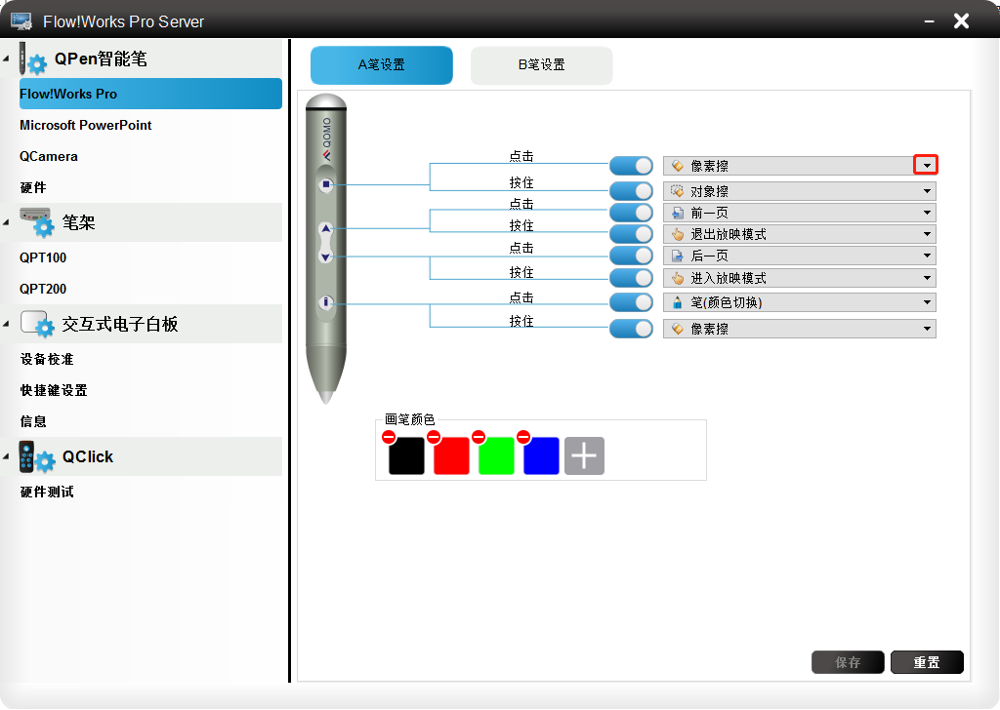 Flow!Works Pro Server
QPen智能笔
Flow!Works Pro
Microsoft PowerPoint
QCamera
硬件
笔架
QPT100
QPT200
交互式电子白板
设备校准
快捷键设置
信息
QClick
硬件测试
A笔设置
B笔设置
QOMO
点击
像素擦
按住
对象擦
点击
前一页
按住
退出放映模式
点击
后一页
按住
进入放映模式
点击
笔(颜色切换)
按住
像素擦
画笔颜色
保存
重置